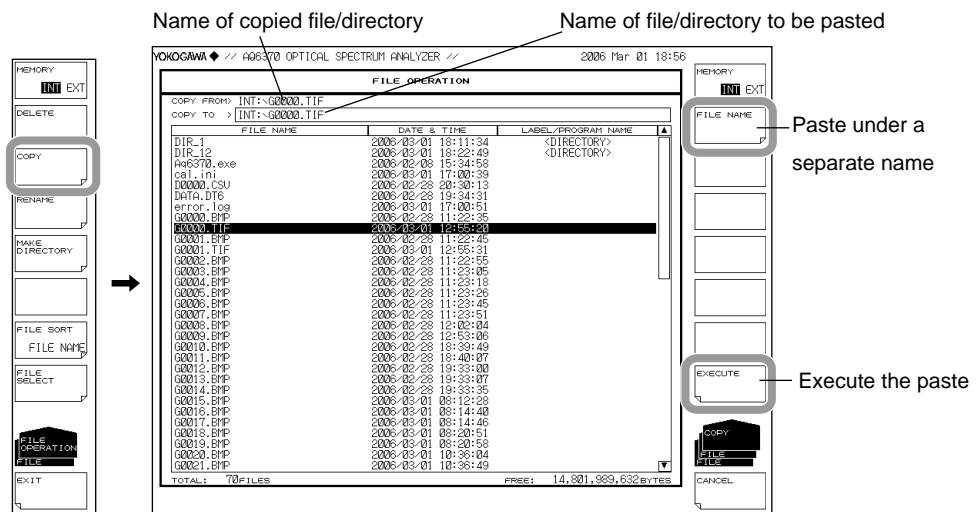 Name of copied file/directory
Name of file/directory to be pasted
MEMORY
INT EXT
DELETE
COPY
RENAME
MAKE
DIRECTORY
FILE SORT
FILE NAME
FILE
SELECT
FILE
OPERATION
FILE
EXIT
YOKOGAWA ◆ // AQ6370 OPTICAL SPECTRUM ANALYZER // 2006 Mar 01 18:56
FILE OPERATION
COPY FROM> INT:\G0000.TIF
COPY TO > INT:\G0000.TIF
FILE NAME DATE & TIME LABEL/PROGRAM NAME
DIR_1 2006/03/01 18:11:34 <DIRECTORY>
DIR_12 2006/03/01 18:22:49 <DIRECTORY>
Aq6370.exe 2006/02/08 15:34:58
cal.ini 2006/03/01 17:00:39
D0000.CSV 2006/02/28 20:30:13
DATA.DT6 2006/02/28 19:34:31
error.log 2006/03/01 17:00:51
G0000.BMP 2006/02/28 11:22:35
G0000.TIF 2006/03/01 12:55:20
G0001.BMP 2006/02/28 11:22:45
G0001.TIF 2006/03/01 12:55:31
G0002.BMP 2006/02/28 11:22:55
G0003.BMP 2006/02/28 11:23:05
G0004.BMP 2006/02/28 11:23:18
G0005.BMP 2006/02/28 11:23:26
G0006.BMP 2006/02/28 11:23:45
G0007.BMP 2006/02/28 11:23:51
G0008.BMP 2006/02/28 12:02:04
G0009.BMP 2006/02/28 12:53:06
G0010.BMP 2006/02/28 18:39:49
G0011.BMP 2006/02/28 18:40:07
G0012.BMP 2006/02/28 19:33:00
G0013.BMP 2006/02/28 19:33:07
G0014.BMP 2006/02/28 19:33:35
G0015.BMP 2006/03/01 08:12:28
G0016.BMP 2006/03/01 08:14:40
G0017.BMP 2006/03/01 08:14:46
G0018.BMP 2006/03/01 08:20:51
G0019.BMP 2006/03/01 08:20:58
G0020.BMP 2006/03/01 10:36:04
G0021.BMP 2006/03/01 10:36:49
TOTAL: 70FILES FREE: 14,801,989,632 BYTES
MEMORY
INT EXT
FILE NAME
Paste under a
separate name
EXECUTE
Execute the paste
COPY
FILE
FILE
CANCEL